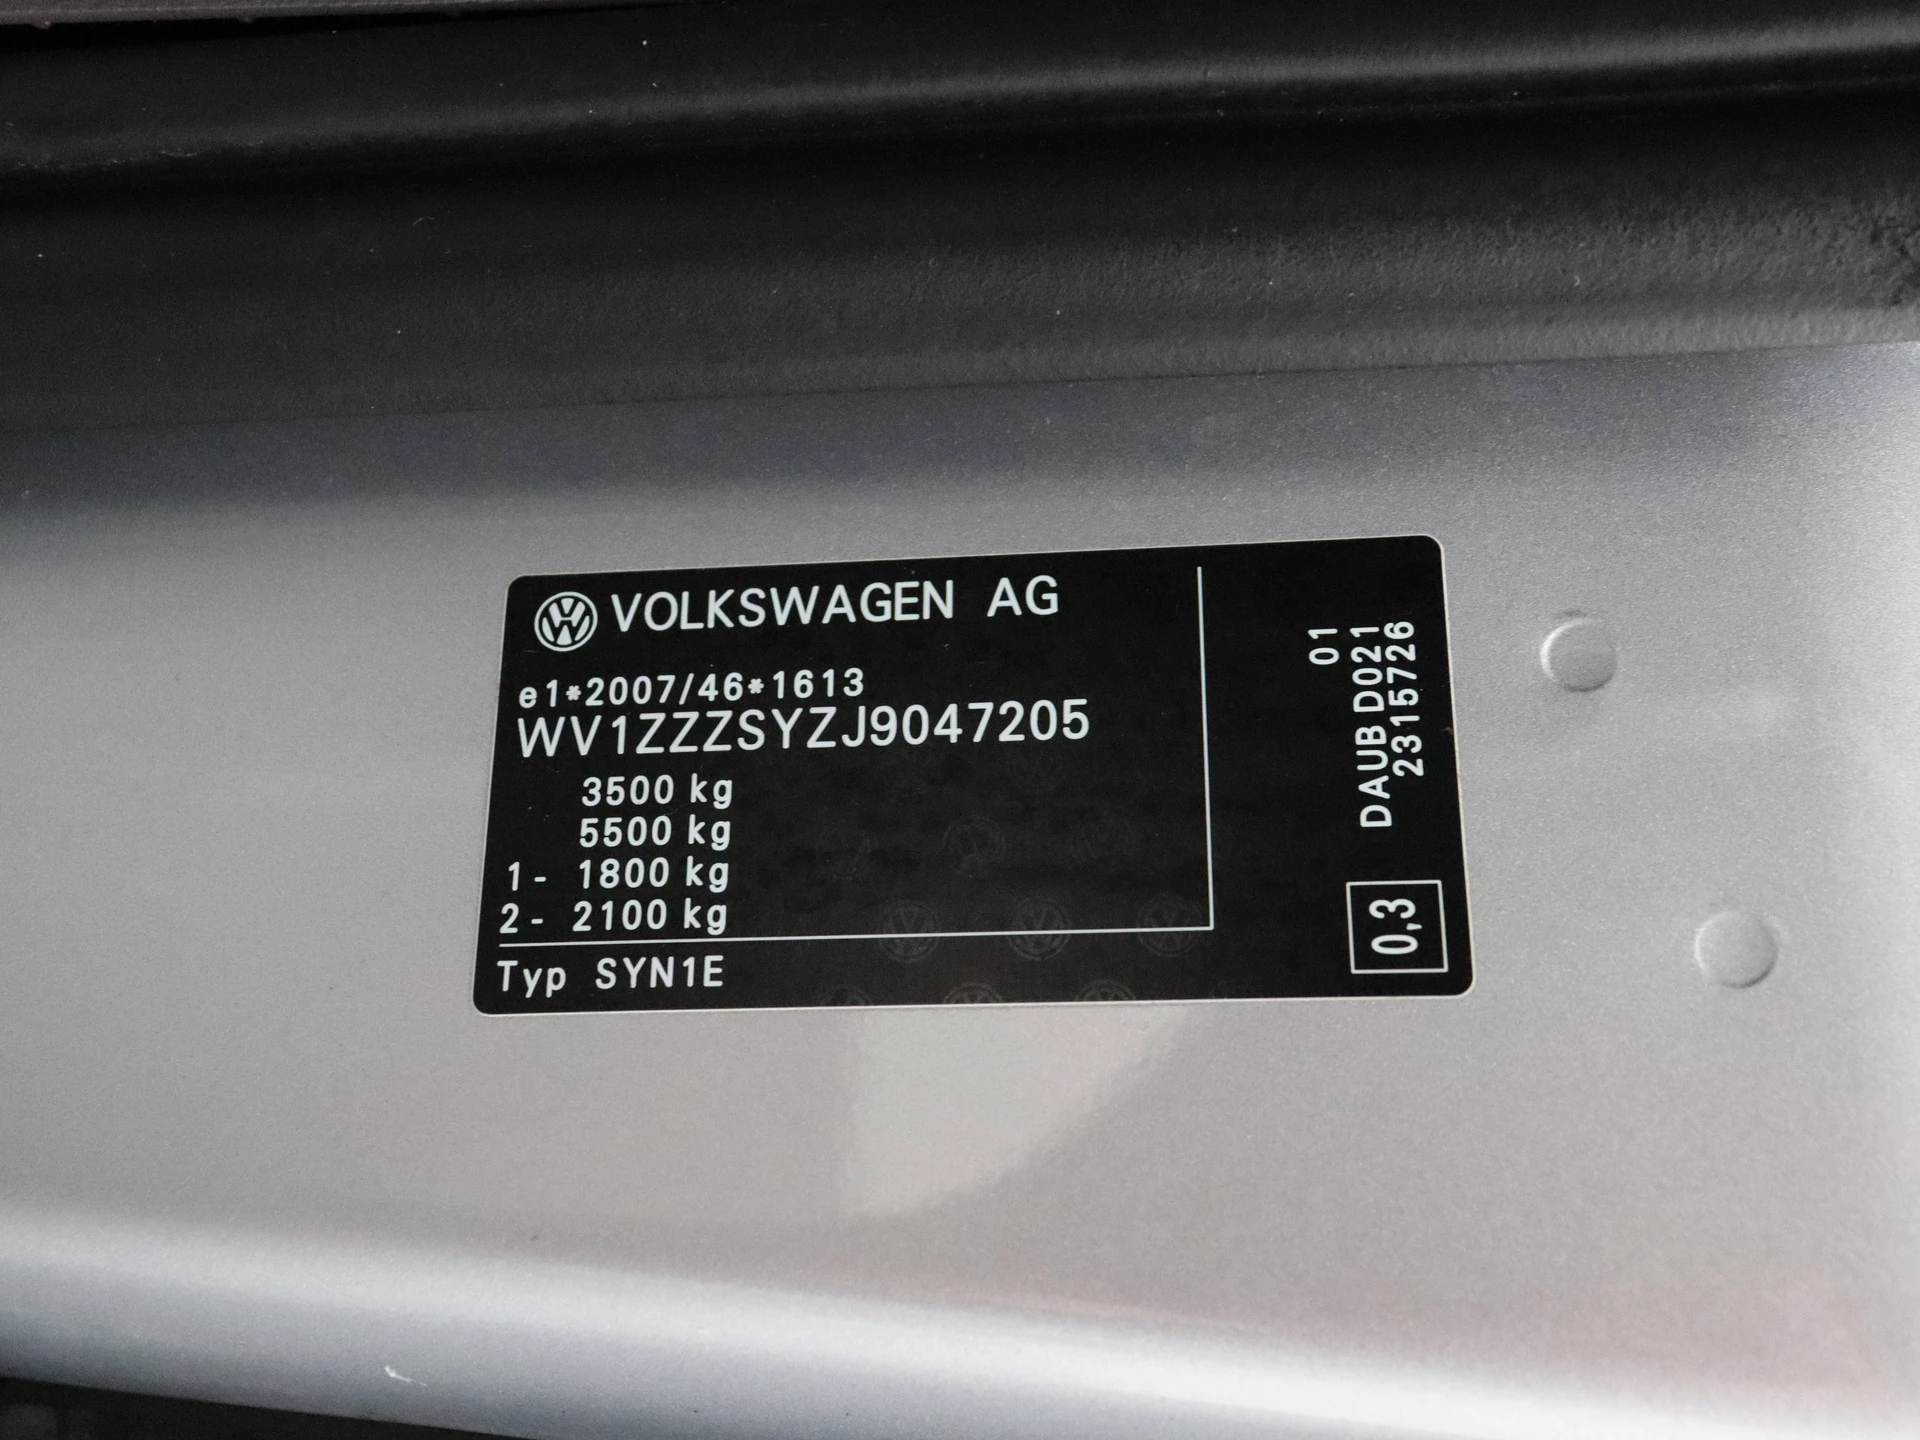 VOLKSWAGEN AG
e1*2007/46*1613
WV1ZZZSYZJ9047205
3500 kg
5500 kg
1- 1800 kg
2- 2100 kg
Typ SYN1E
01
DAUB D021
2315726
0,3